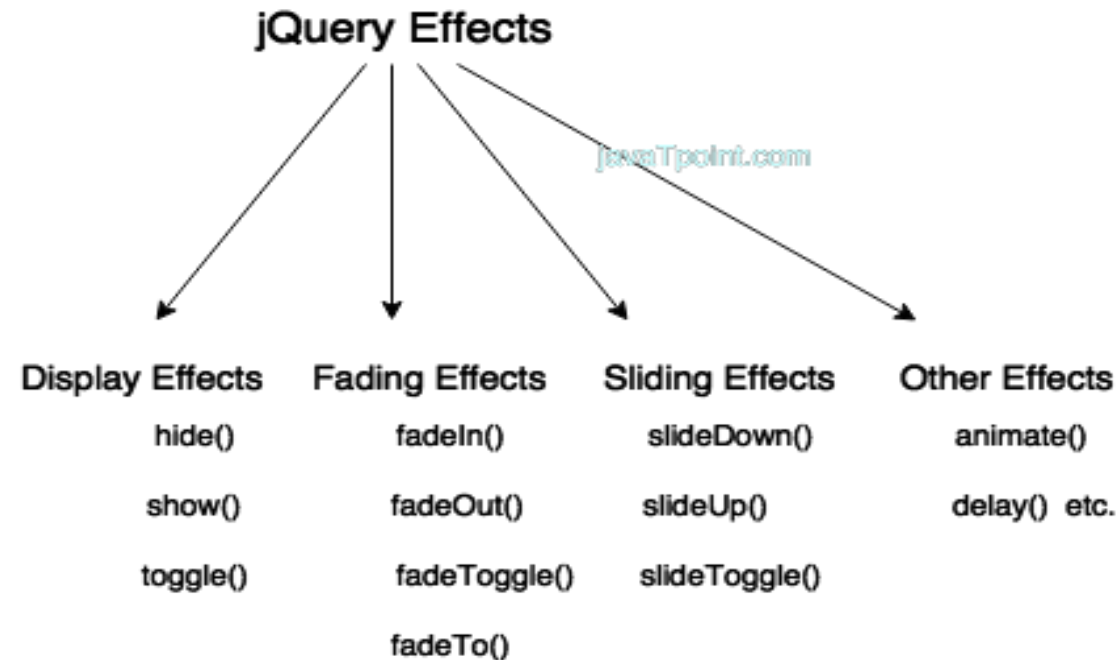 jQuery Effects
javaTpoint.com
Display Effects
hide()
show()
toggle()
Fading Effects
fadeIn()
fadeOut()
fadeToggle()
fadeTo()
Sliding Effects
slideDown()
slideUp()
slideToggle()
Other Effects
animate()
delay() etc.